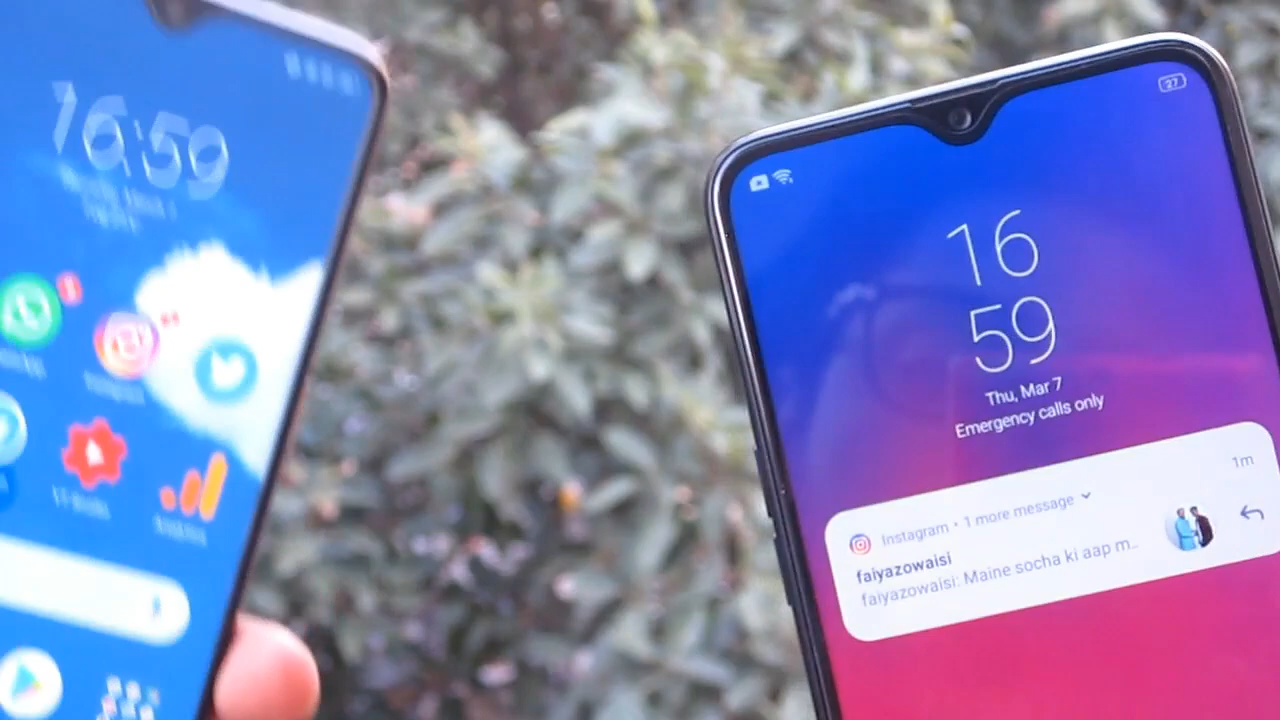 16:59
27
16
59
Thu, Mar 7
Emergency calls only
1m
Instagram • 1 more message
faiyazowaisi
faiyazowaisi: Maine socha ki aap m..